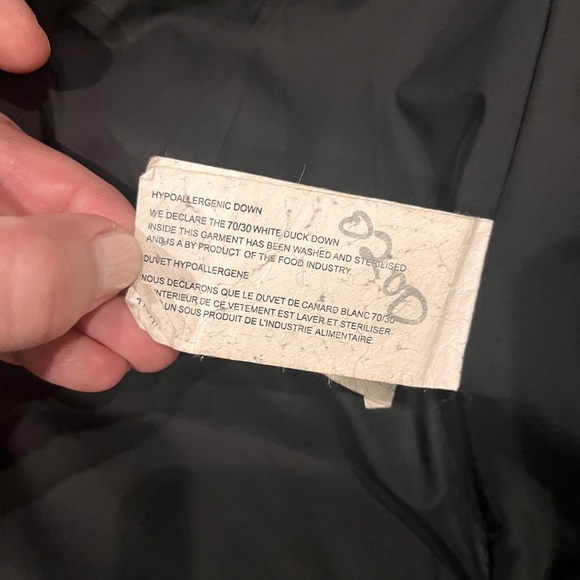 HYPOALLERGENIC DOWN
WE DECLARE THE 70/30 WHITE DUCK DOWN
INSIDE THIS GARMENT HAS BEEN WASHED AND STERILISED
AND IS A BY PRODUCT OF THE FOOD INDUSTRY.
DUVET HYPOALLERGENE
NOUS DECLARONS QUE LE DUVET DE CANARD BLANC 70/30
INTERIEUR DE CE VETEMENT EST LAVER ET STERILISER.
UN SOUS PRODUIT DE L'INDUSTRIE ALIMENTAIRE.